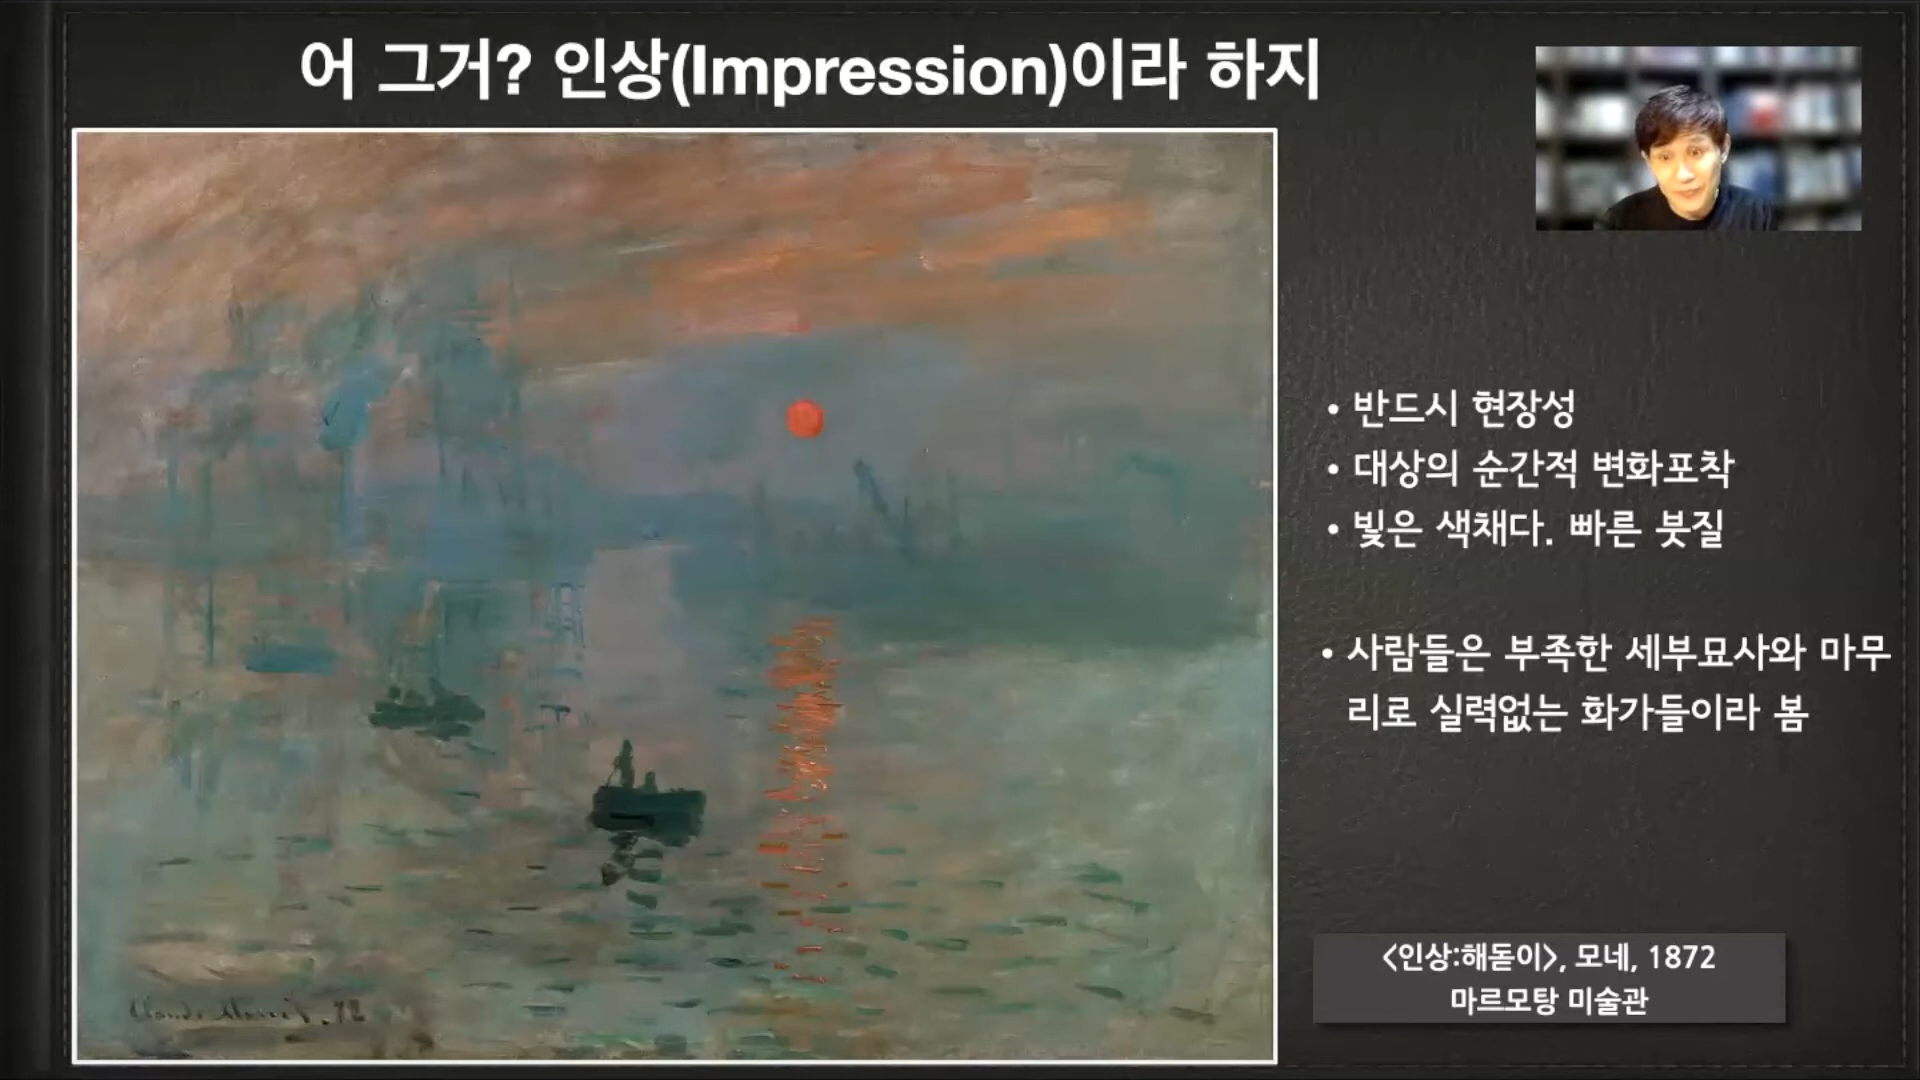 어 그거? 인상(Impression)이라 하지
• 반드시 현장성
• 대상의 순간적 변화포착
• 빛은 색채다. 빠른 붓질
• 사람들은 부족한 세부묘사와 마무
리로 실력없는 화가들이라 봄
<인상:해돋이>, 모네, 1872
마르모탕 미술관
Claude Monet. 72